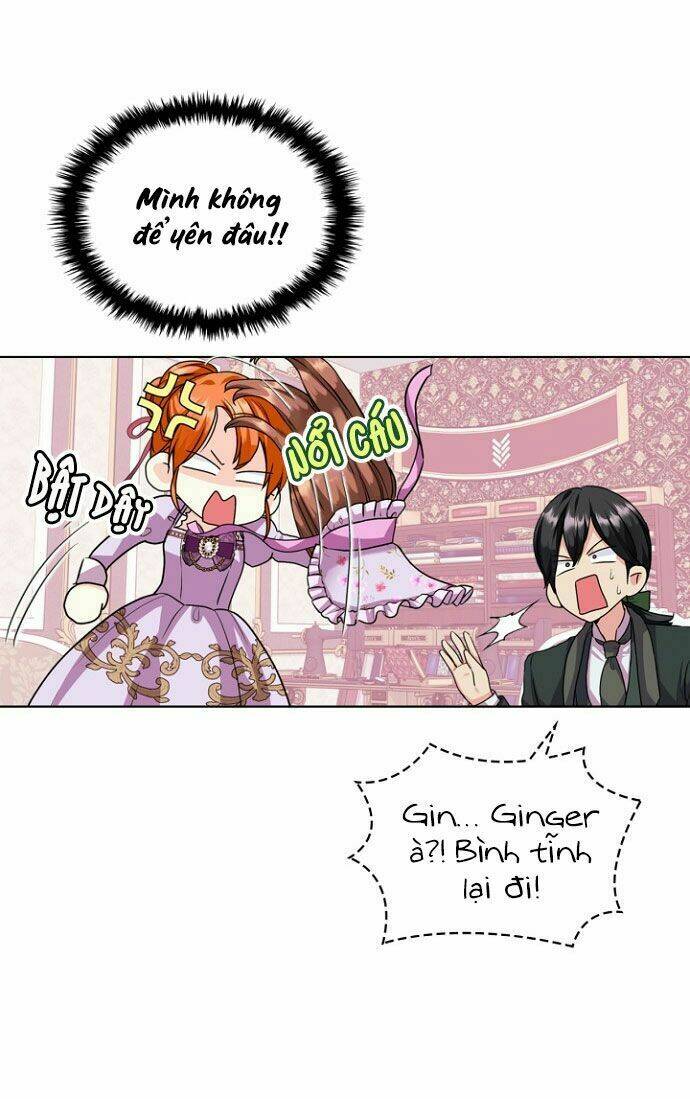 Mình không
để yên đâu!!
NỔI CÁU
BẬT DẬY
Gin... Ginger
à?! Bình tĩnh
lại đi!